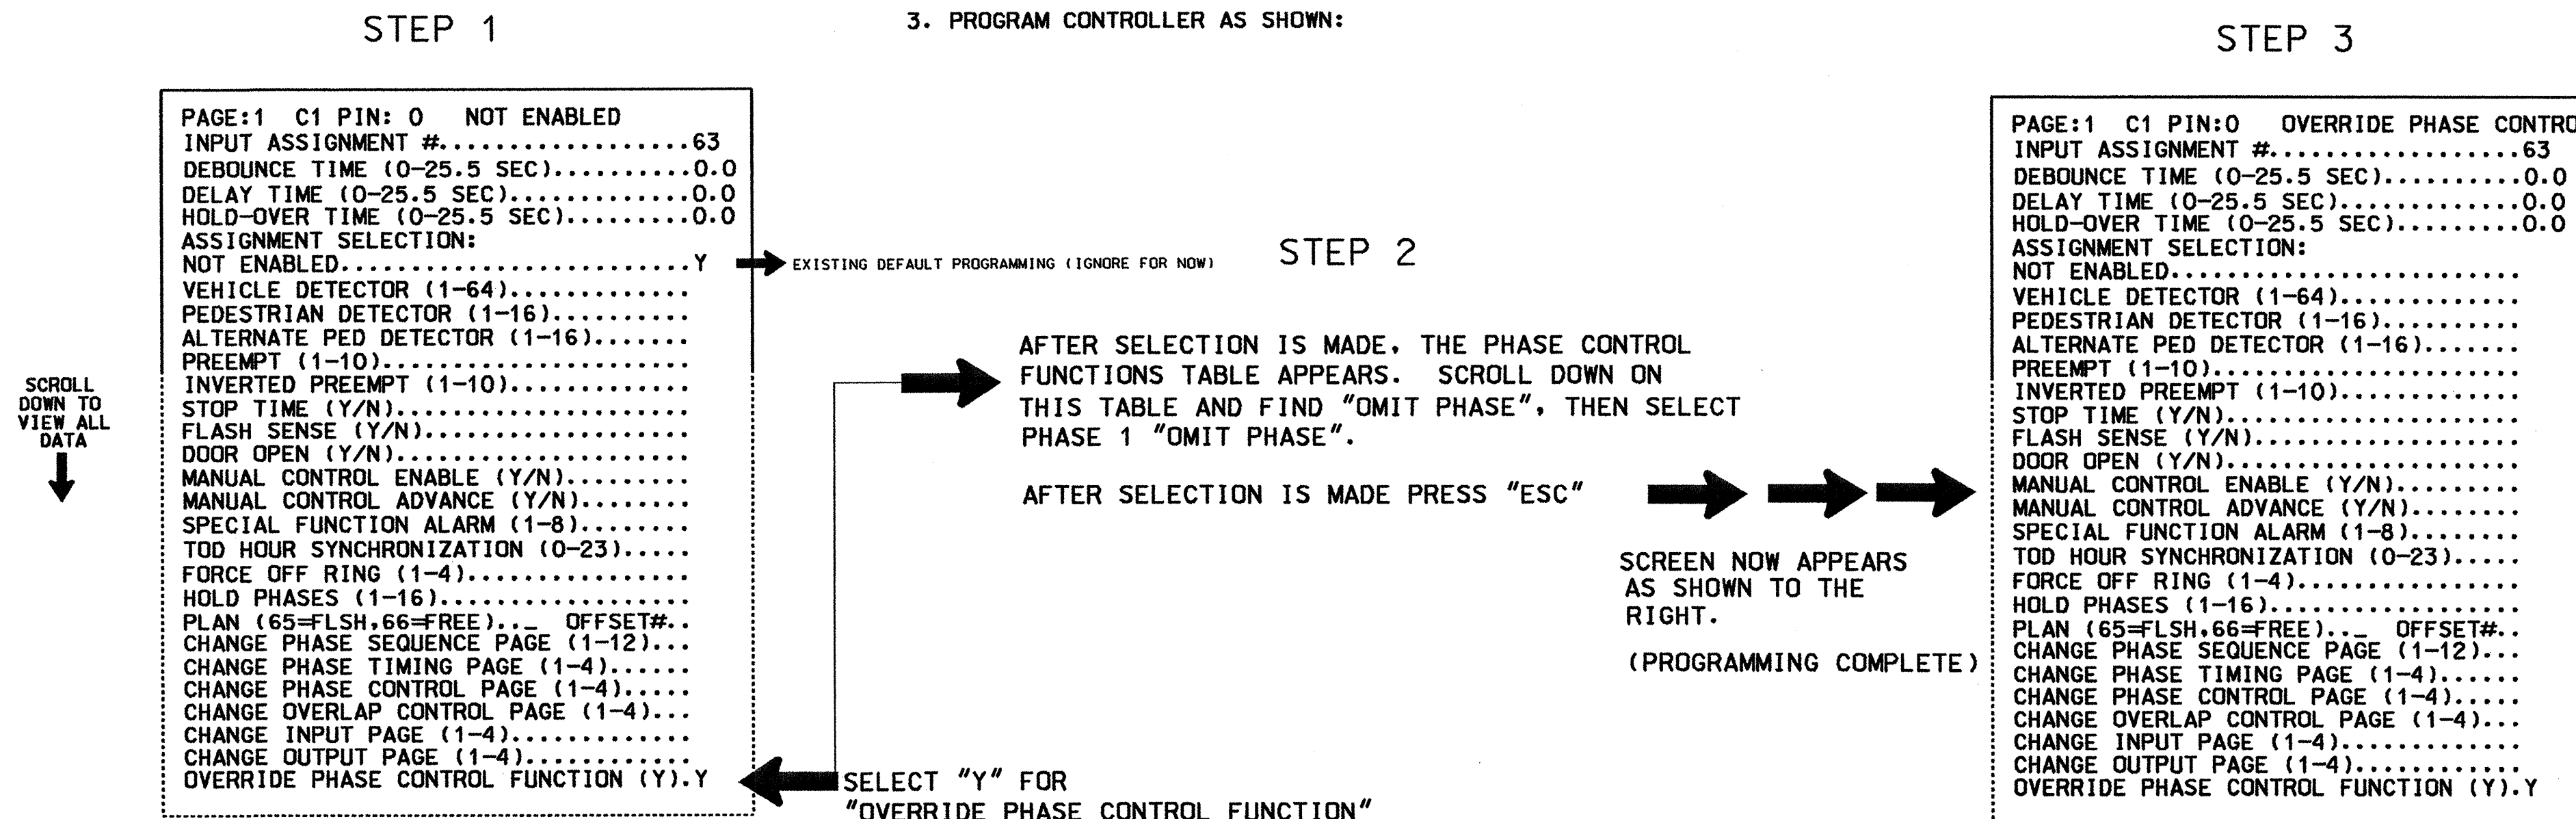 3. PROGRAM CONTROLLER AS SHOWN:
STEP 1
PAGE:1 C1 PIN: 0 NOT ENABLED
INPUT ASSIGNMENT #..................63
DEBOUNCE TIME (0-25.5 SEC)..........0.0
DELAY TIME (0-25.5 SEC).............0.0
HOLD-OVER TIME (0-25.5 SEC).........0.0
ASSIGNMENT SELECTION:
NOT ENABLED.........................Y
VEHICLE DETECTOR (1-64).............
PEDESTRIAN DETECTOR (1-16)..........
ALTERNATE PED DETECTOR (1-16).......
PREEMPT (1-10)......................
INVERTED PREEMPT (1-10).............
STOP TIME (Y/N).....................
FLASH SENSE (Y/N)...................
DOOR OPEN (Y/N).....................
MANUAL CONTROL ENABLE (Y/N).........
MANUAL CONTROL ADVANCE (Y/N)........
SPECIAL FUNCTION ALARM (1-8)........
TOD HOUR SYNCHRONIZATION (0-23).....
FORCE OFF RING (1-4)................
HOLD PHASES (1-16)..................
PLAN (65=FLSH,66=FREE).._ OFFSET#..
CHANGE PHASE SEQUENCE PAGE (1-12)...
CHANGE PHASE TIMING PAGE (1-4)......
CHANGE PHASE CONTROL PAGE (1-4).....
CHANGE OVERLAP CONTROL PAGE (1-4)...
CHANGE INPUT PAGE (1-4).............
CHANGE OUTPUT PAGE (1-4)............
OVERRIDE PHASE CONTROL FUNCTION (Y).Y
SCROLL
DOWN TO
VIEW ALL
DATA
EXISTING DEFAULT PROGRAMMING (IGNORE FOR NOW)
SELECT "Y" FOR
"OVERRIDE PHASE CONTROL FUNCTION"
STEP 2
AFTER SELECTION IS MADE, THE PHASE CONTROL
FUNCTIONS TABLE APPEARS. SCROLL DOWN ON
THIS TABLE AND FIND "OMIT PHASE", THEN SELECT
PHASE 1 "OMIT PHASE".
AFTER SELECTION IS MADE PRESS "ESC"
SCREEN NOW APPEARS
AS SHOWN TO THE
RIGHT.
(PROGRAMMING COMPLETE)
STEP 3
PAGE:1 C1 PIN:0 OVERRIDE PHASE CONTRO
INPUT ASSIGNMENT #..................63
DEBOUNCE TIME (0-25.5 SEC)..........0.0
DELAY TIME (0-25.5 SEC).............0.0
HOLD-OVER TIME (0-25.5 SEC).........0.0
ASSIGNMENT SELECTION:
NOT ENABLED.........................
VEHICLE DETECTOR (1-64).............
PEDESTRIAN DETECTOR (1-16)..........
ALTERNATE PED DETECTOR (1-16).......
PREEMPT (1-10)......................
INVERTED PREEMPT (1-10).............
STOP TIME (Y/N).....................
FLASH SENSE (Y/N)...................
DOOR OPEN (Y/N).....................
MANUAL CONTROL ENABLE (Y/N).........
MANUAL CONTROL ADVANCE (Y/N)........
SPECIAL FUNCTION ALARM (1-8)........
TOD HOUR SYNCHRONIZATION (0-23).....
FORCE OFF RING (1-4)................
HOLD PHASES (1-16)..................
PLAN (65=FLSH,66=FREE).._ OFFSET#..
CHANGE PHASE SEQUENCE PAGE (1-12)...
CHANGE PHASE TIMING PAGE (1-4)......
CHANGE PHASE CONTROL PAGE (1-4).....
CHANGE OVERLAP CONTROL PAGE (1-4)...
CHANGE INPUT PAGE (1-4).............
CHANGE OUTPUT PAGE (1-4)............
OVERRIDE PHASE CONTROL FUNCTION (Y).Y